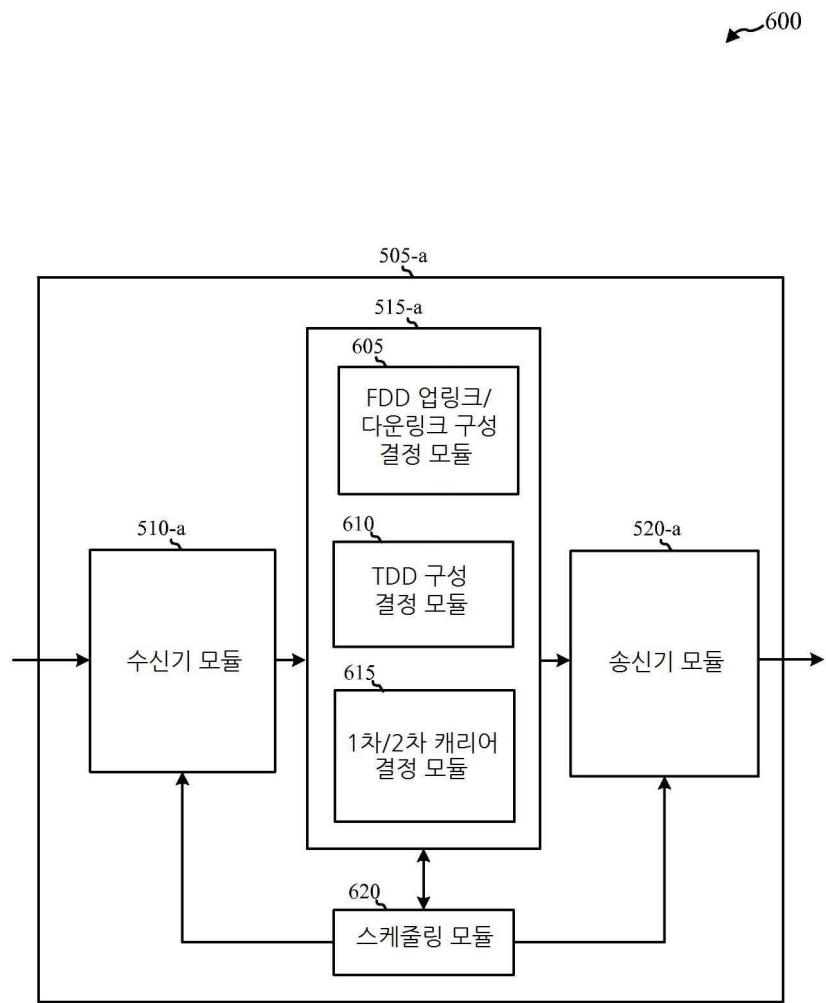 600
505-a
515-a
605
FDD 업링크/
다운링크 구성
결정 모듈
510-a
수신기 모듈
610
TDD 구성
결정 모듈
520-a
송신기 모듈
615
1차/2차 캐리어
결정 모듈
620
스케줄링 모듈